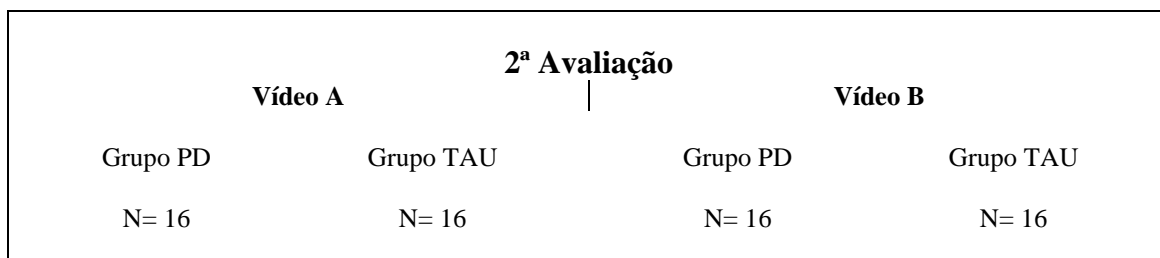 2ª Avaliação
Vídeo A Vídeo B
Grupo PD Grupo TAU Grupo PD Grupo TAU
N= 16 N= 16 N= 16 N= 16